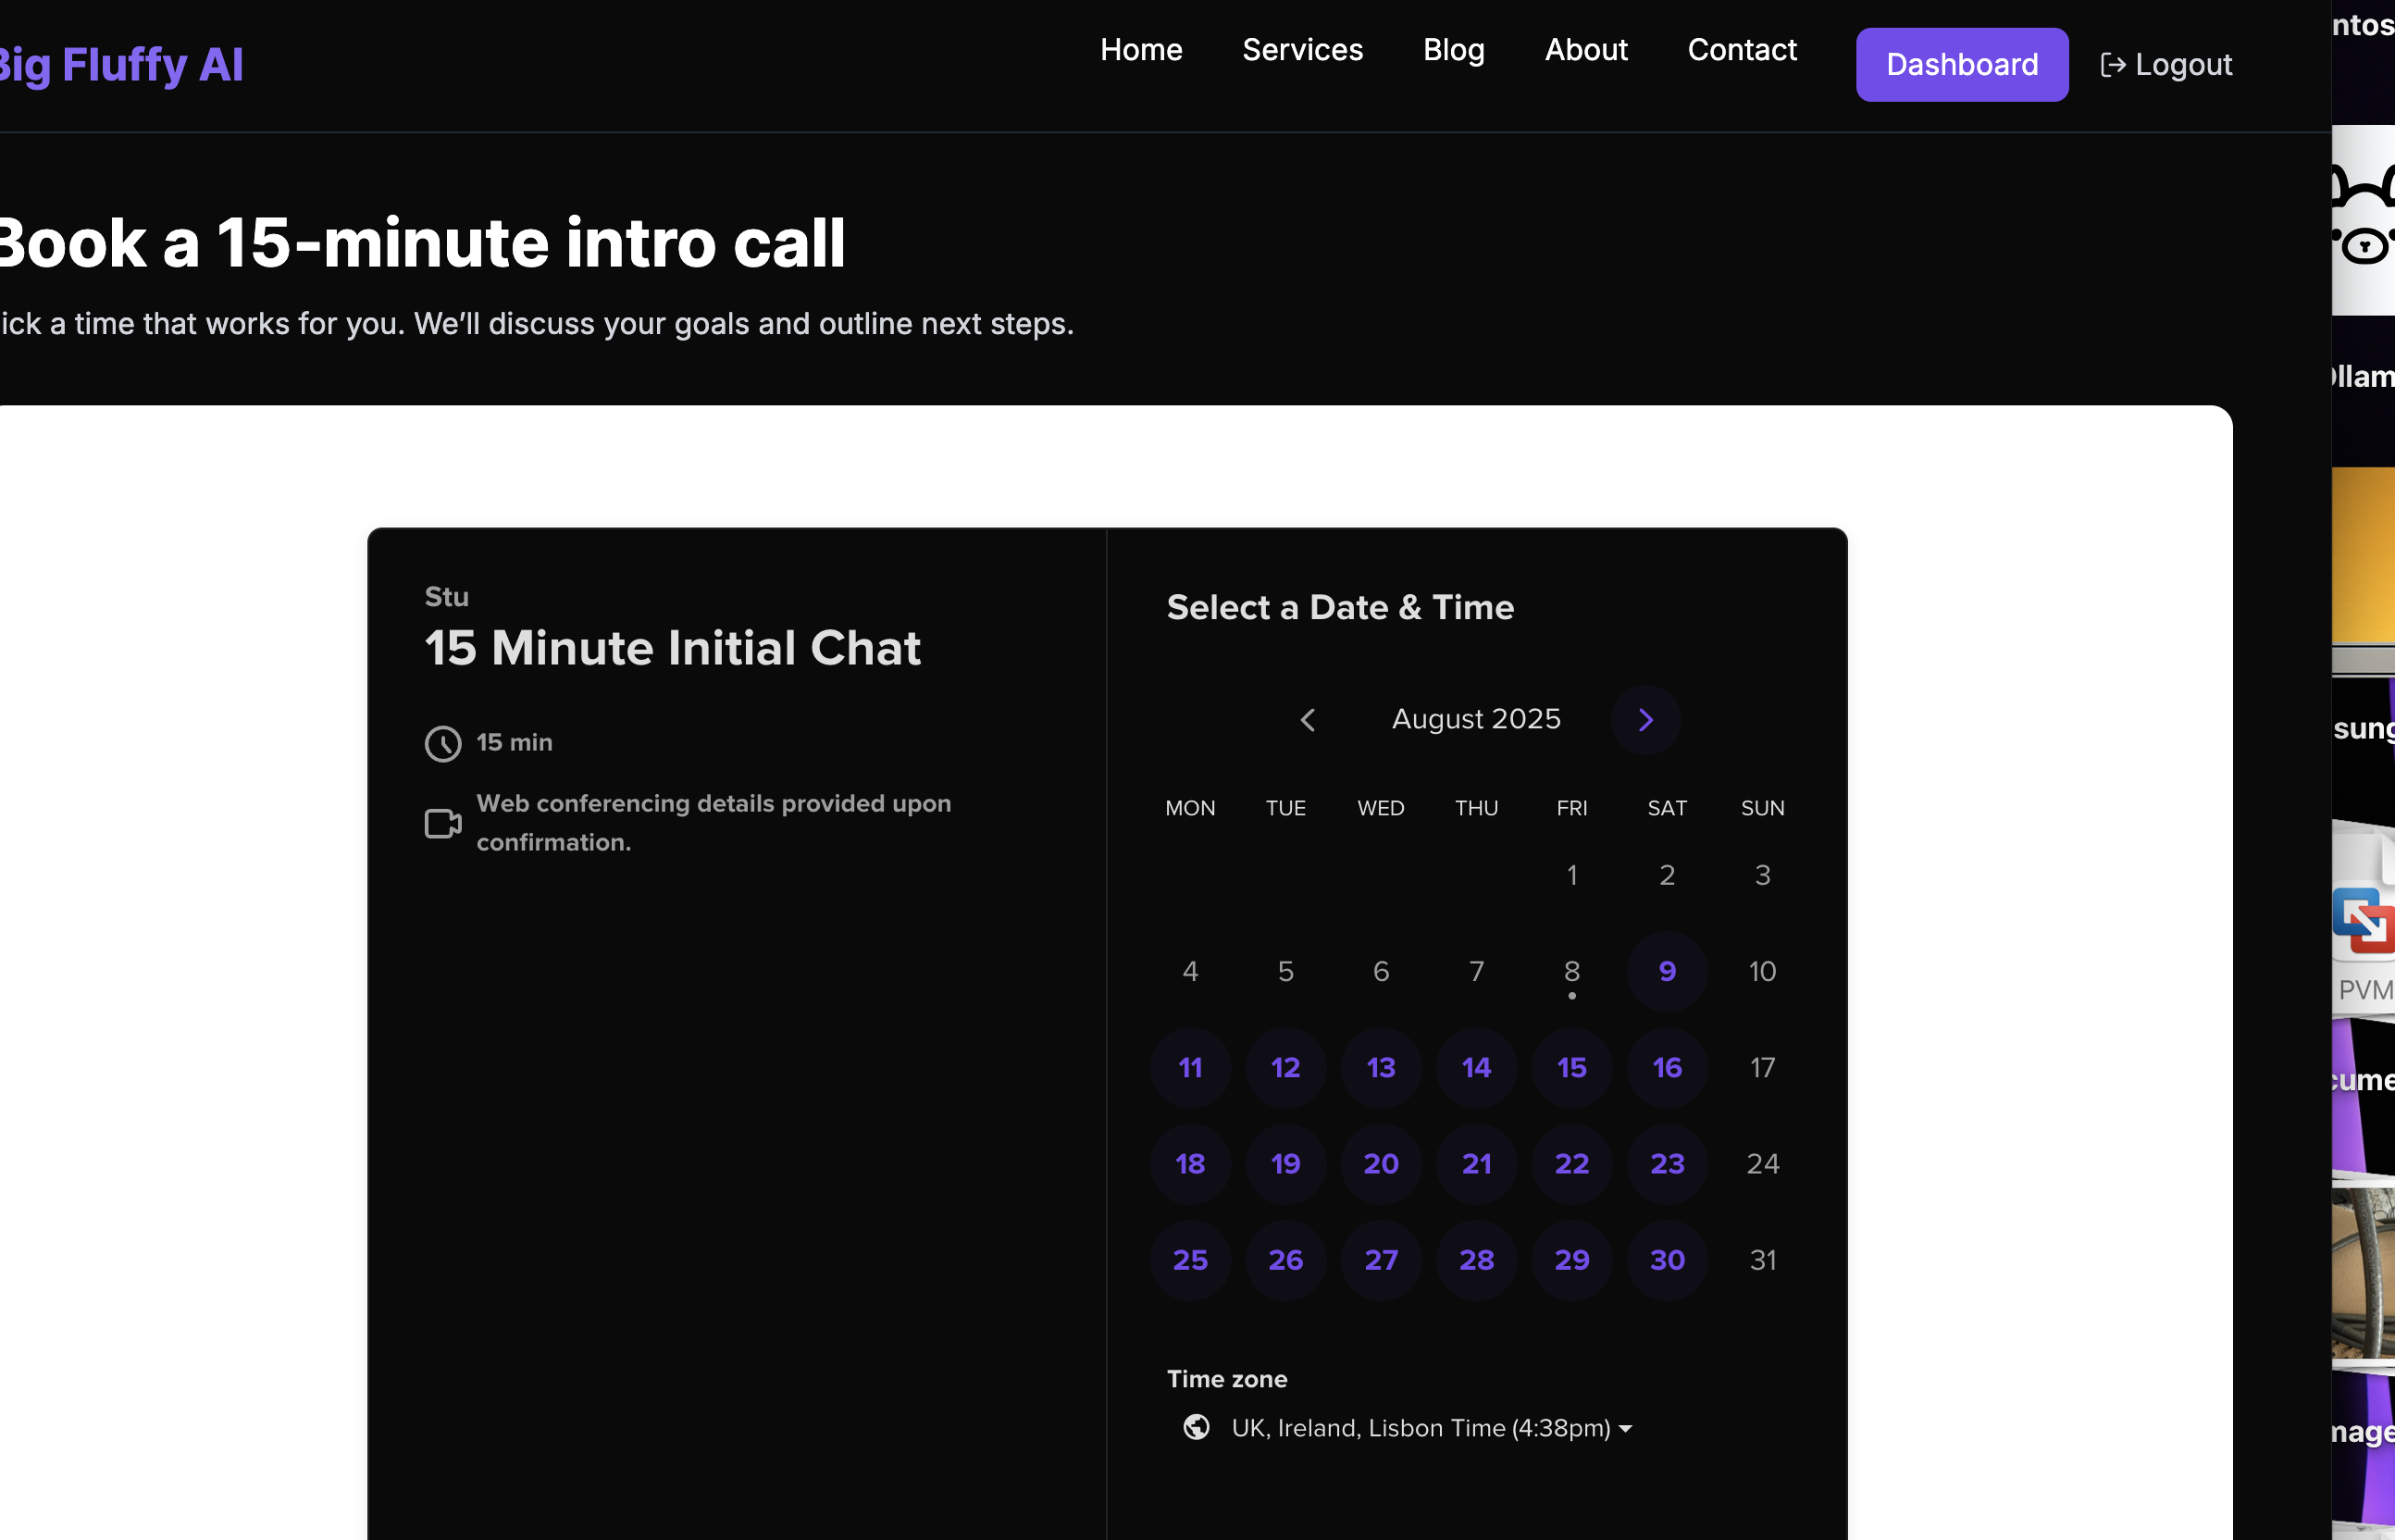 Big Fluffy AI
Home Services Blog About Contact Dashboard Logout
Book a 15-minute intro call
ick a time that works for you. We’ll discuss your goals and outline next steps.
Stu
15 Minute Initial Chat
15 min
Web conferencing details provided upon
confirmation.
Select a Date & Time
August 2025
MON TUE WED THU FRI SAT SUN
1 2 3
4 5 6 7 8 9 10
11 12 13 14 15 16 17
18 19 20 21 22 23 24
25 26 27 28 29 30 31
Time zone
UK, Ireland, Lisbon Time (4:38pm)
ntos
llam
sung
PVM
cume
mage